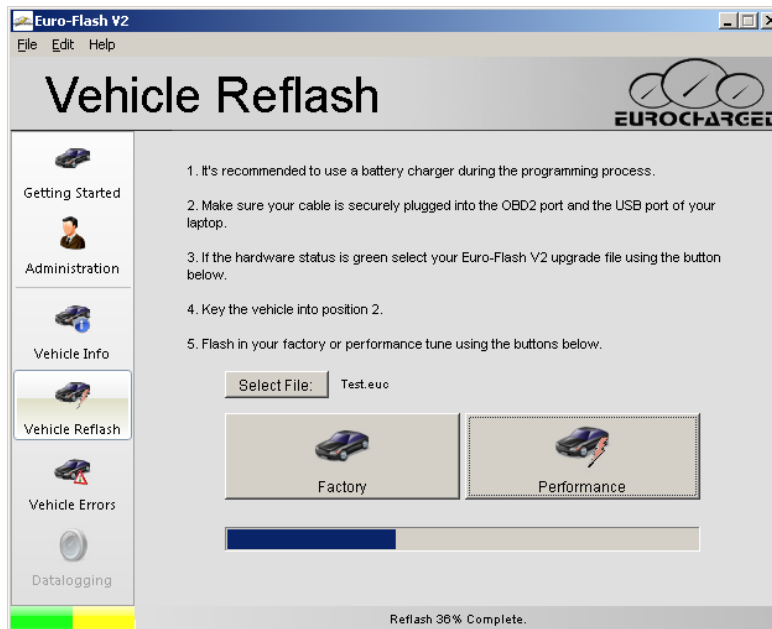 Euro-Flash V2
File Edit Help
Vehicle Reflash
EUROCHARGED
Getting Started
Administration
Vehicle Info
Vehicle Reflash
Vehicle Errors
Datalogging
1. It's recommended to use a battery charger during the programming process.
2. Make sure your cable is securely plugged into the OBD2 port and the USB port of your
laptop.
3. If the hardware status is green select your Euro-Flash V2 upgrade file using the button
below.
4. Key the vehicle into position 2.
5. Flash in your factory or performance tune using the buttons below.
Select File: Test.euc
Factory Performance
Reflash 36% Complete.